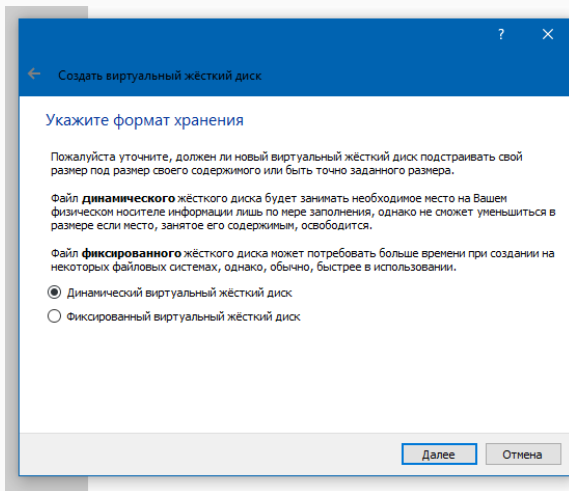 ?
Создать виртуальный жёсткий диск
Укажите формат хранения
Пожалуйста уточните, должен ли новый виртуальный жёсткий диск подстраивать свой
размер под размер своего содержимого или быть точно заданного размера.
Файл динамического жёсткого диска будет занимать необходимое место на Вашем
физическом носителе информации лишь по мере заполнения, однако не сможет уменьшиться в
размере если место, занятое его содержимым, освободится.
Файл фиксированного жёсткого диска может потребовать больше времени при создании на
некоторых файловых системах, однако, обычно, быстрее в использовании.
Динамический виртуальный жёсткий диск
Фиксированный виртуальный жёсткий диск
Далее Отмена